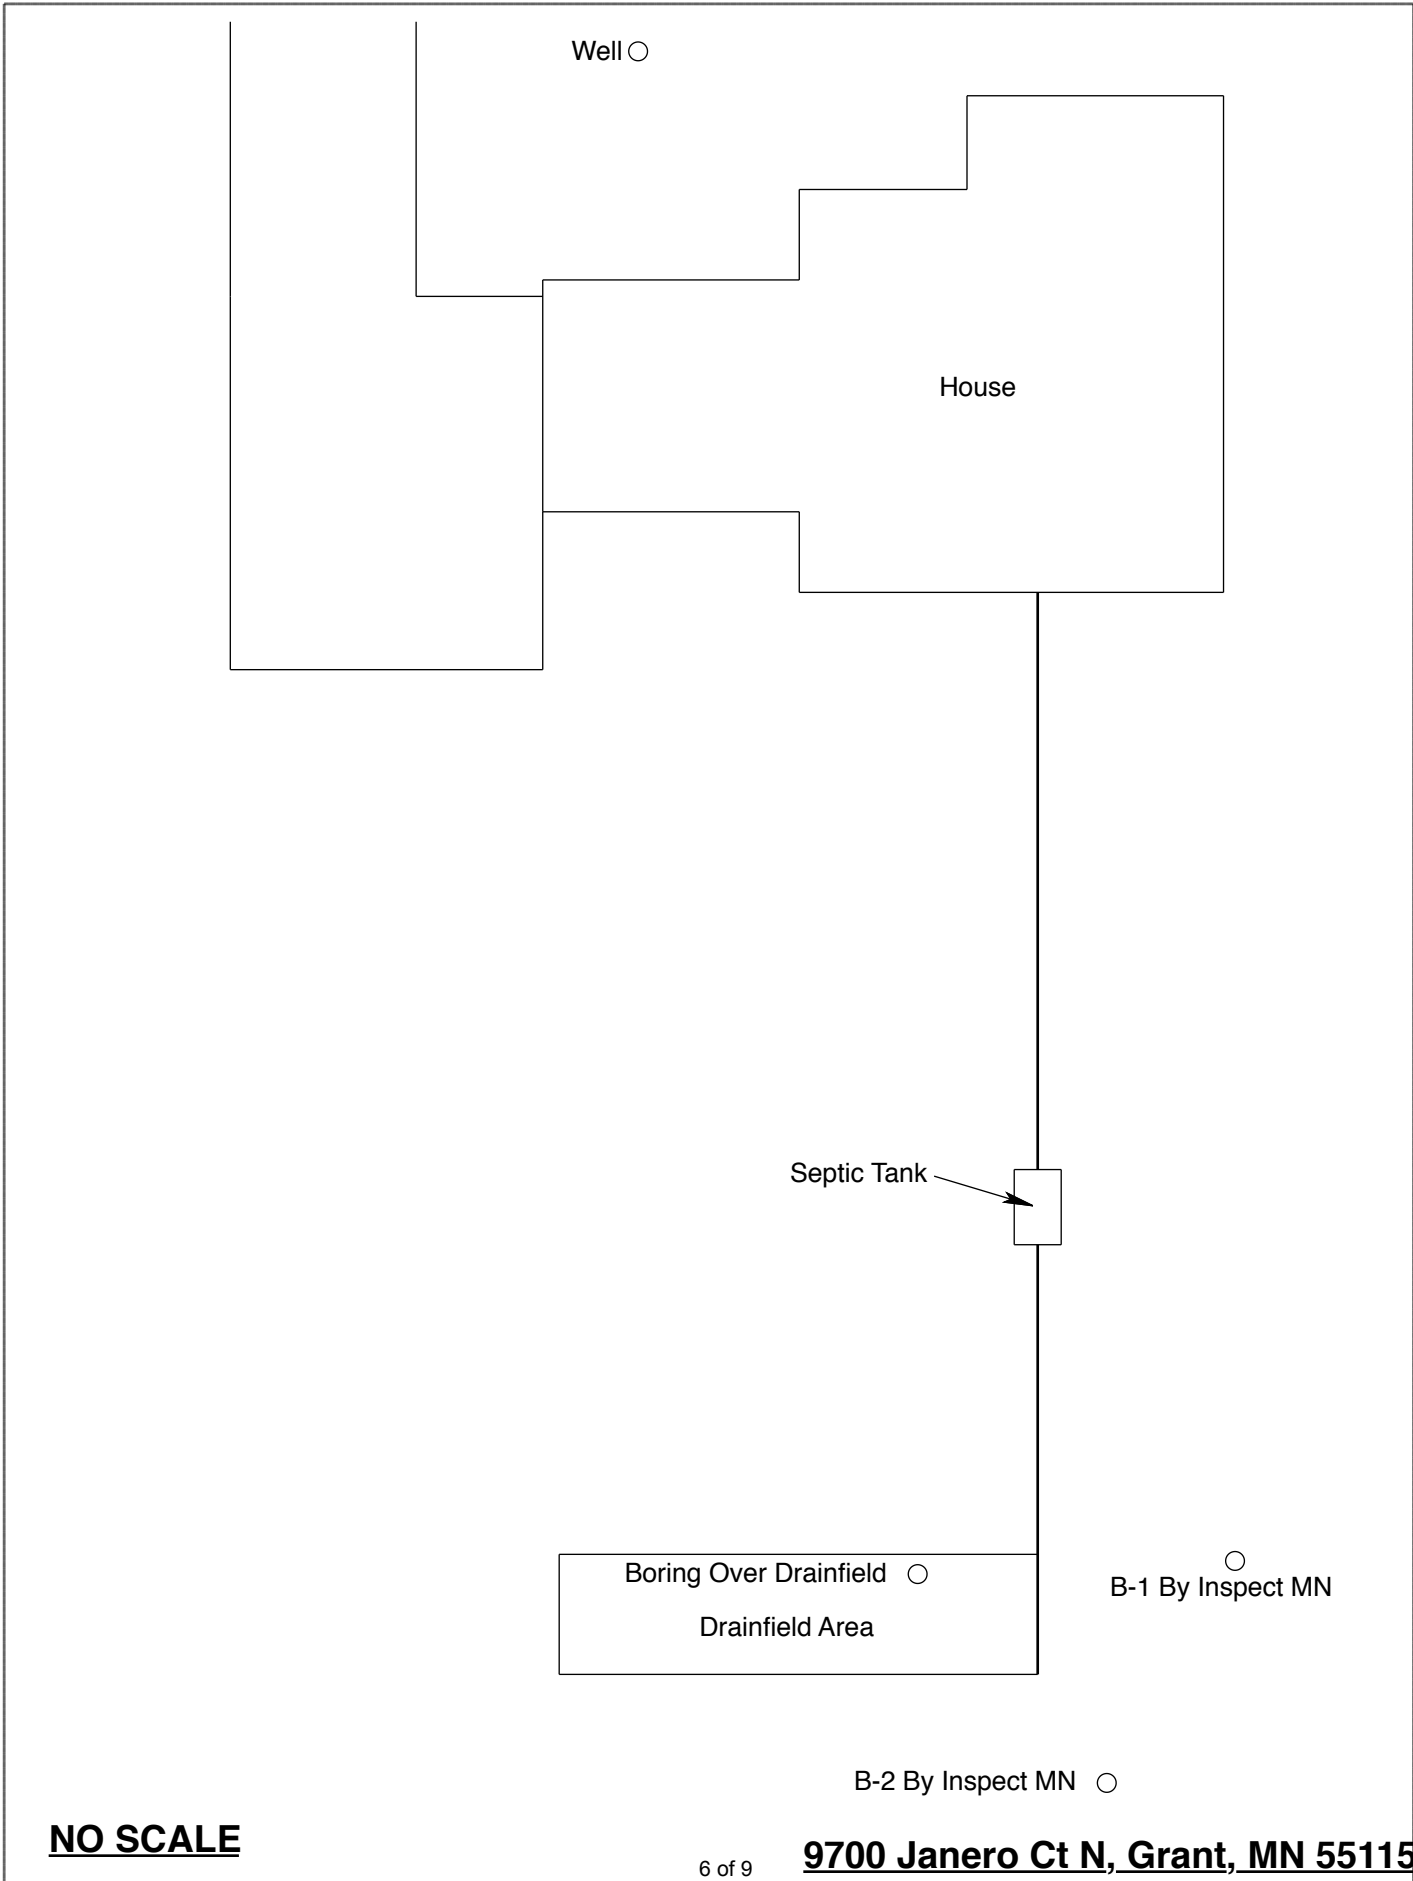 Well
House
Septic Tank
Boring Over Drainfield
B-1 By Inspect MN
Drainfield Area
B-2 By Inspect MN
NO SCALE
6 of 9
9700 Janero Ct N, Grant, MN 55115